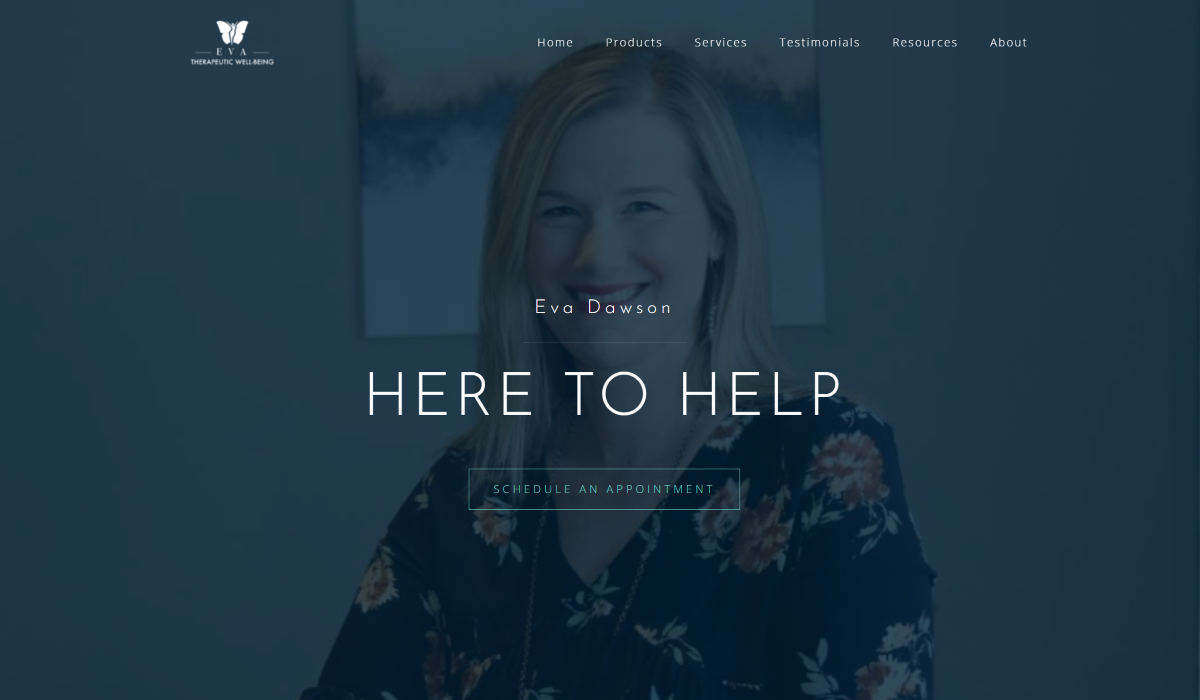 EVA
THERAPEUTIC WELL-BEING
Home Products Services Testimonials Resources About
Eva Dawson
HERE TO HELP
SCHEDULE AN APPOINTMENT